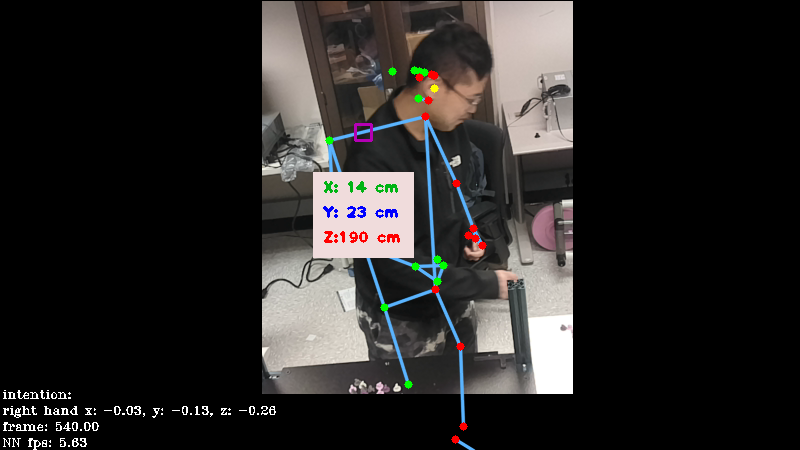 X: 14 cm
Y: 23 cm
Z:190 cm
intention:
right hand x: -0.03, y: -0.13, z: -0.26
frame: 540.00
NN fps: 5.63